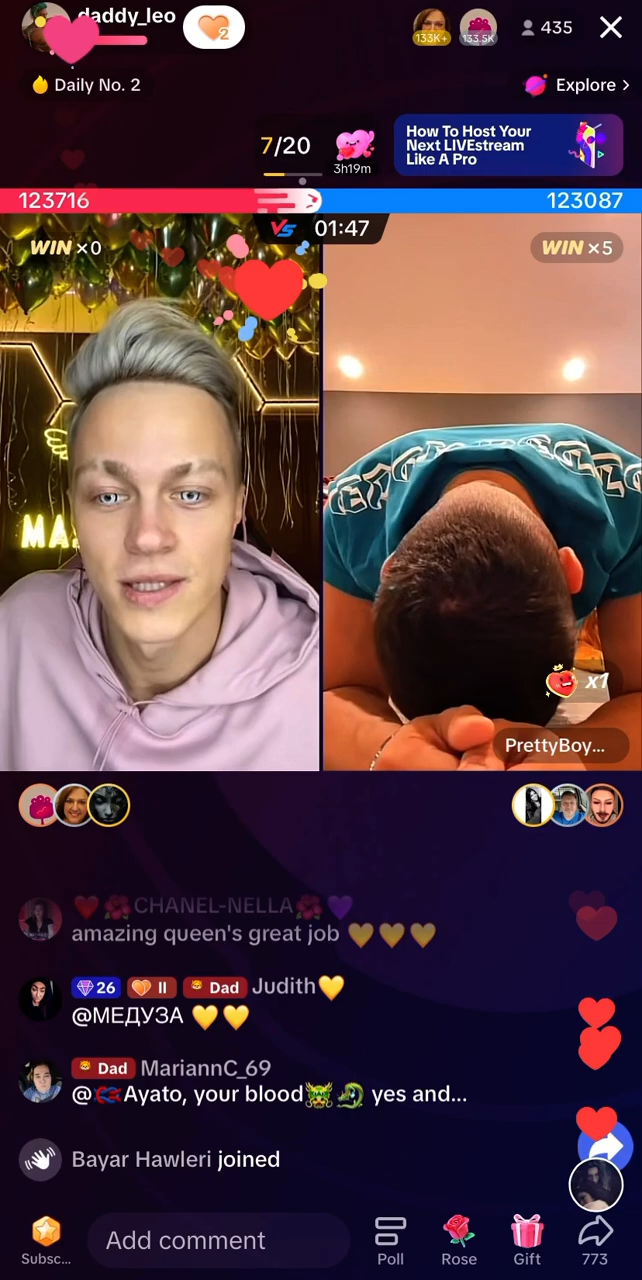 daddy_leo
2
133K+
133.5K
435
Daily No. 2
Explore >
7/20
3h19m
How To Host Your
Next LIVEstream
Like A Pro
123716
123087
VS 01:47
WIN ×0
WIN ×5
MA
x1
PrettyBoy...
❤️🌺CHANEL-NELLA🌺💜
amazing queen's great job 💛💛💛
26 II Dad Judith💛
@МЕДУЗА 💛💛
Dad MariannC_69
@🪢Ayato, your blood🐲🐉 yes and...
Bayar Hawleri joined
Add comment
Subsc...
Poll
Rose
Gift
773